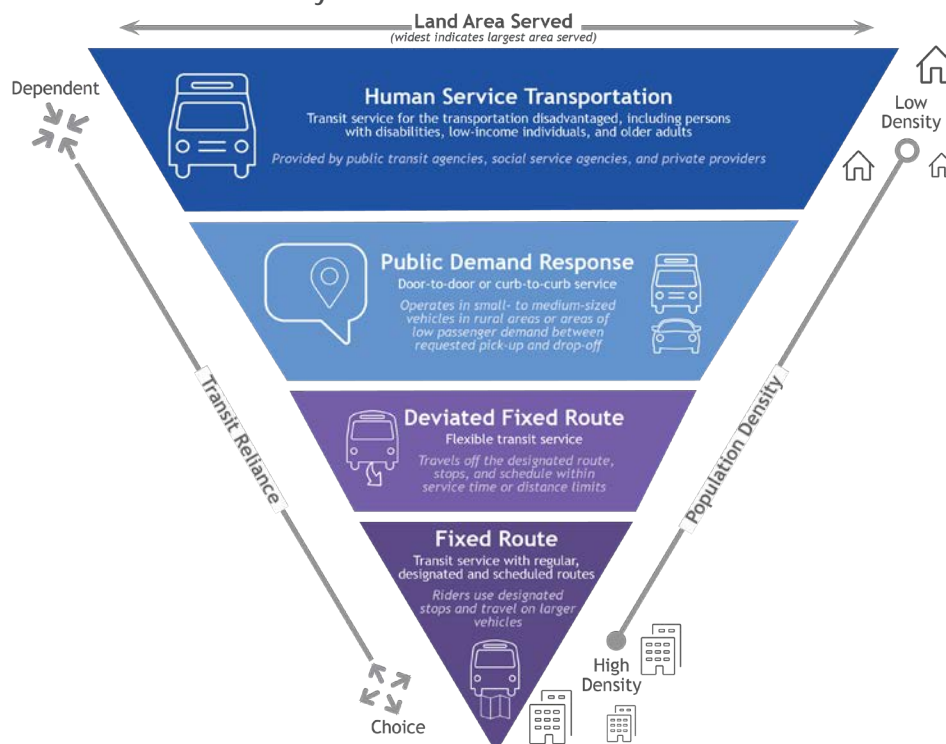 Land Area Served
(widest indicates largest area served)
Dependent
Low
Density
Human Service Transportation
Transit service for the transportation disadvantaged, including persons
with disabilities, low-income individuals, and older adults
Provided by public transit agencies, social service agencies, and private providers
Public Demand Response
Door-to-door or curb-to-curb service
Operates in small- to medium-sized
vehicles in rural areas or areas of
low passenger demand between
requested pick-up and drop-off
Transit Reliance
Population Density
Deviated Fixed Route
Flexible transit service
Travels off the designated route,
stops, and schedule within
service time or distance limits
Fixed Route
Transit service with regular,
designated and scheduled routes
Riders use designated
stops and travel on larger
vehicles
High
Density
Choice